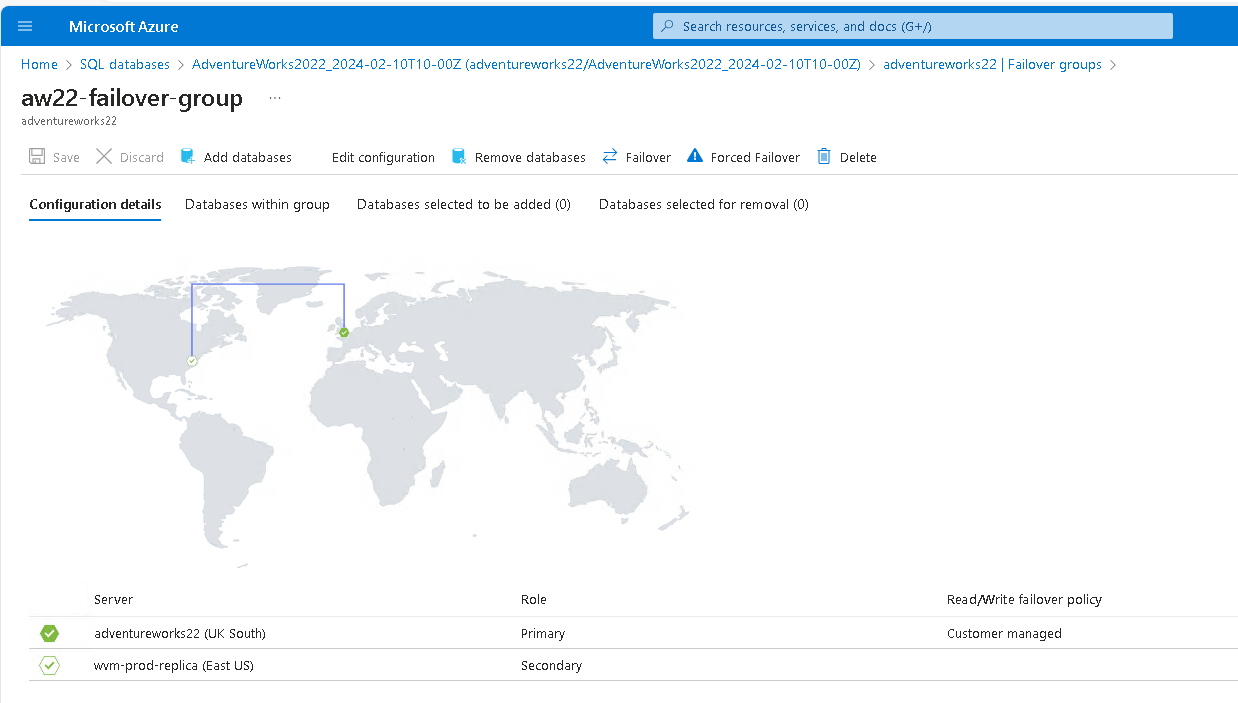 Microsoft Azure
Search resources, services, and docs (G+/)
Home > SQL databases > AdventureWorks2022_2024-02-10T10-00Z (adventureworks22/AdventureWorks2022_2024-02-10T10-00Z) > adventureworks22 | Failover groups >
aw22-failover-group ...
adventureworks22
Save Discard Add databases Edit configuration Remove databases Failover Forced Failover Delete
Configuration details Databases within group Databases selected to be added (0) Databases selected for removal (0)
Server Role Read/Write failover policy
adventureworks22 (UK South) Primary Customer managed
wvm-prod-replica (East US) Secondary